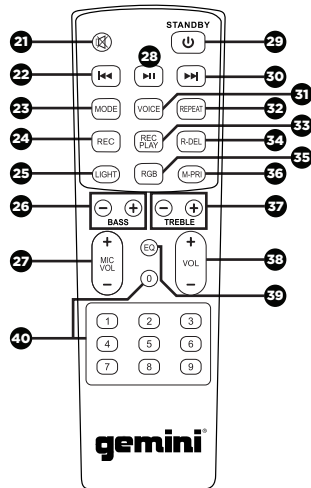 STANDBY
21
28
29
22
30
23
MODE
VOICE
REPEAT
31
32
24
REC
REC
PLAY
R-DEL
33
34
25
LIGHT
RGB
M-PRI
35
36
26
BASS
TREBLE
37
27
+
MIC
VOL
−
EQ
+
VOL
−
38
0
39
40
1 2 3
4 5 6
7 8 9
gemini®